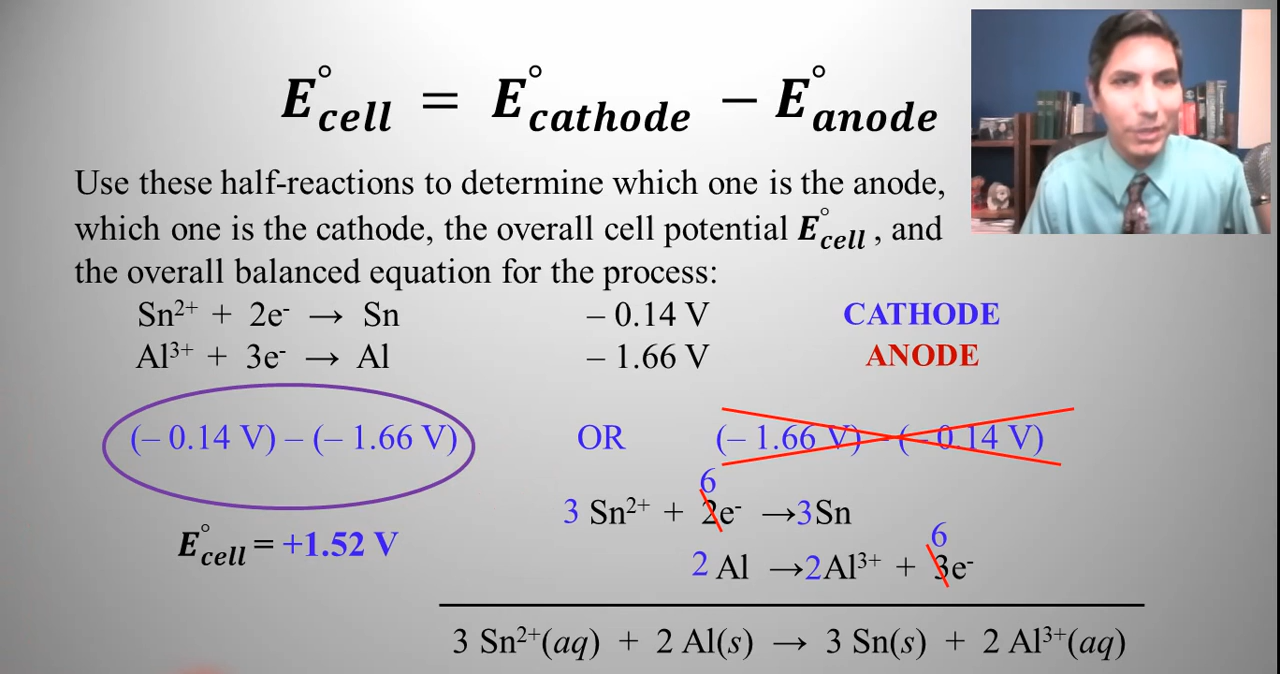 E°cell = E°cathode − E°anode
Use these half-reactions to determine which one is the anode,
which one is the cathode, the overall cell potential E°cell , and
the overall balanced equation for the process:
Sn²⁺ + 2e⁻ → Sn − 0.14 V CATHODE
Al³⁺ + 3e⁻ → Al − 1.66 V ANODE
(– 0.14 V) – (– 1.66 V) OR (– 1.66 V) – (– 0.14 V)
6
3 Sn²⁺ + 2e⁻ →3Sn
E°cell = +1.52 V
6
2 Al →2Al³⁺ + 3e⁻
3 Sn²⁺(aq) + 2 Al(s) → 3 Sn(s) + 2 Al³⁺(aq)